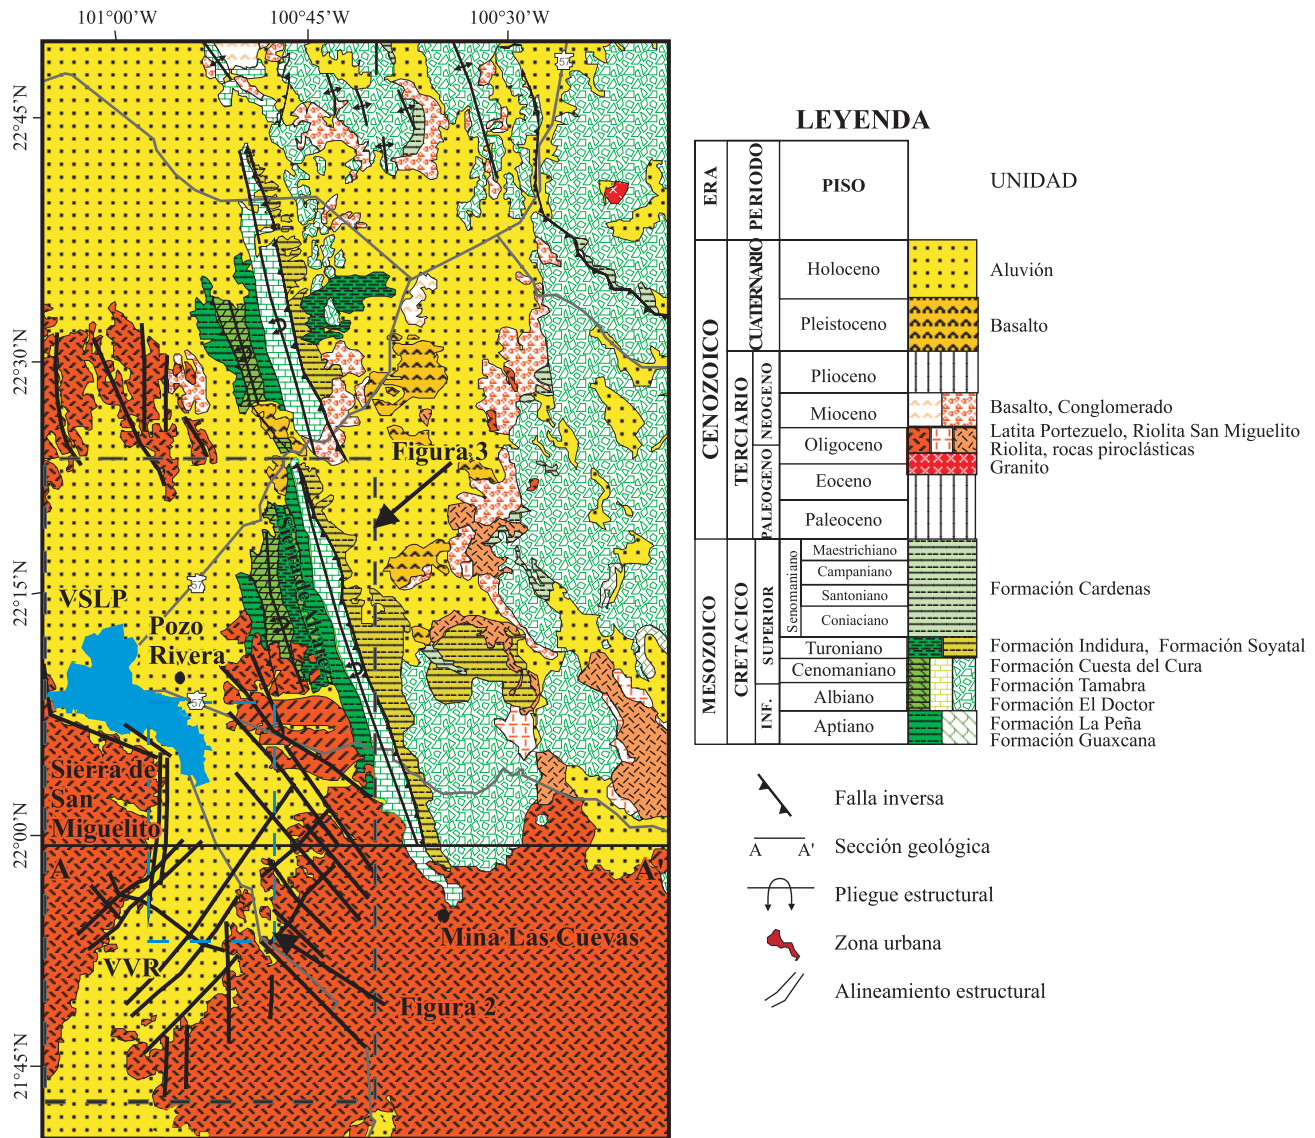 101°00'W
100°45'W
100°30'W
22°45'N
22°30'N
22°15'N
22°00'N
21°45'N
57
Figura 3
Sierra de Alvarez
VSLP
57
Pozo
Rivera
57
Sierra de
San
Miguelito
A
A'
Mina Las Cuevas
VVR
Figura 2
LEYENDA
ERA
PERIODO
PISO
UNIDAD
CENOZOICO
CUATERNARIO
Holoceno
Aluvión
Pleistoceno
Basalto
TERCIARIO
NEOGENO
Plioceno
Mioceno
Basalto, Conglomerado
PALEOGENO
Oligoceno
Latita Portezuelo, Riolita San Miguelito
Riolita, rocas piroclásticas
Granito
Eoceno
Paleoceno
MESOZOICO
CRETACICO
SUPERIOR
Senomaniano
Maestrichiano
Campaniano
Santoniano
Coniaciano
Formación Cardenas
Turoniano
Formación Indidura, Formación Soyatal
Cenomaniano
Formación Cuesta del Cura
Formación Tamabra
INF.
Albiano
Formación El Doctor
Aptiano
Formación La Peña
Formación Guaxcana
Falla inversa
A A'
Sección geológica
Pliegue estructural
Zona urbana
Alineamiento estructural